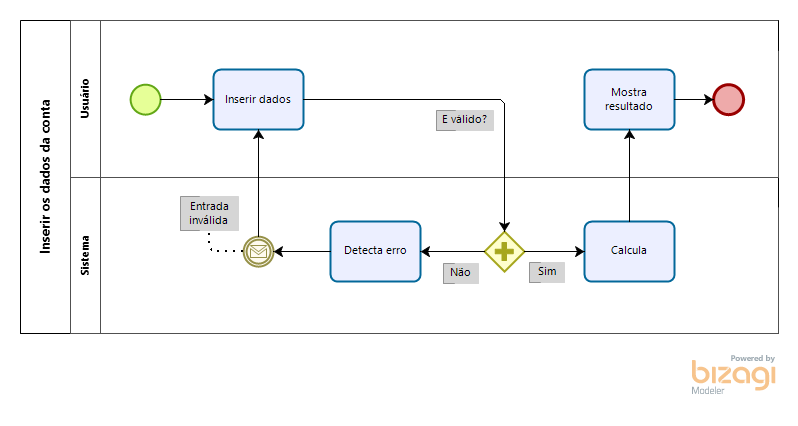 Inserir os dados da conta
Usuário
Inserir dados
E válido?
Mostra
resultado
Sistema
Entrada
inválida
Detecta erro
Não
Sim
Calcula
Powered by
bizagi
Modeler